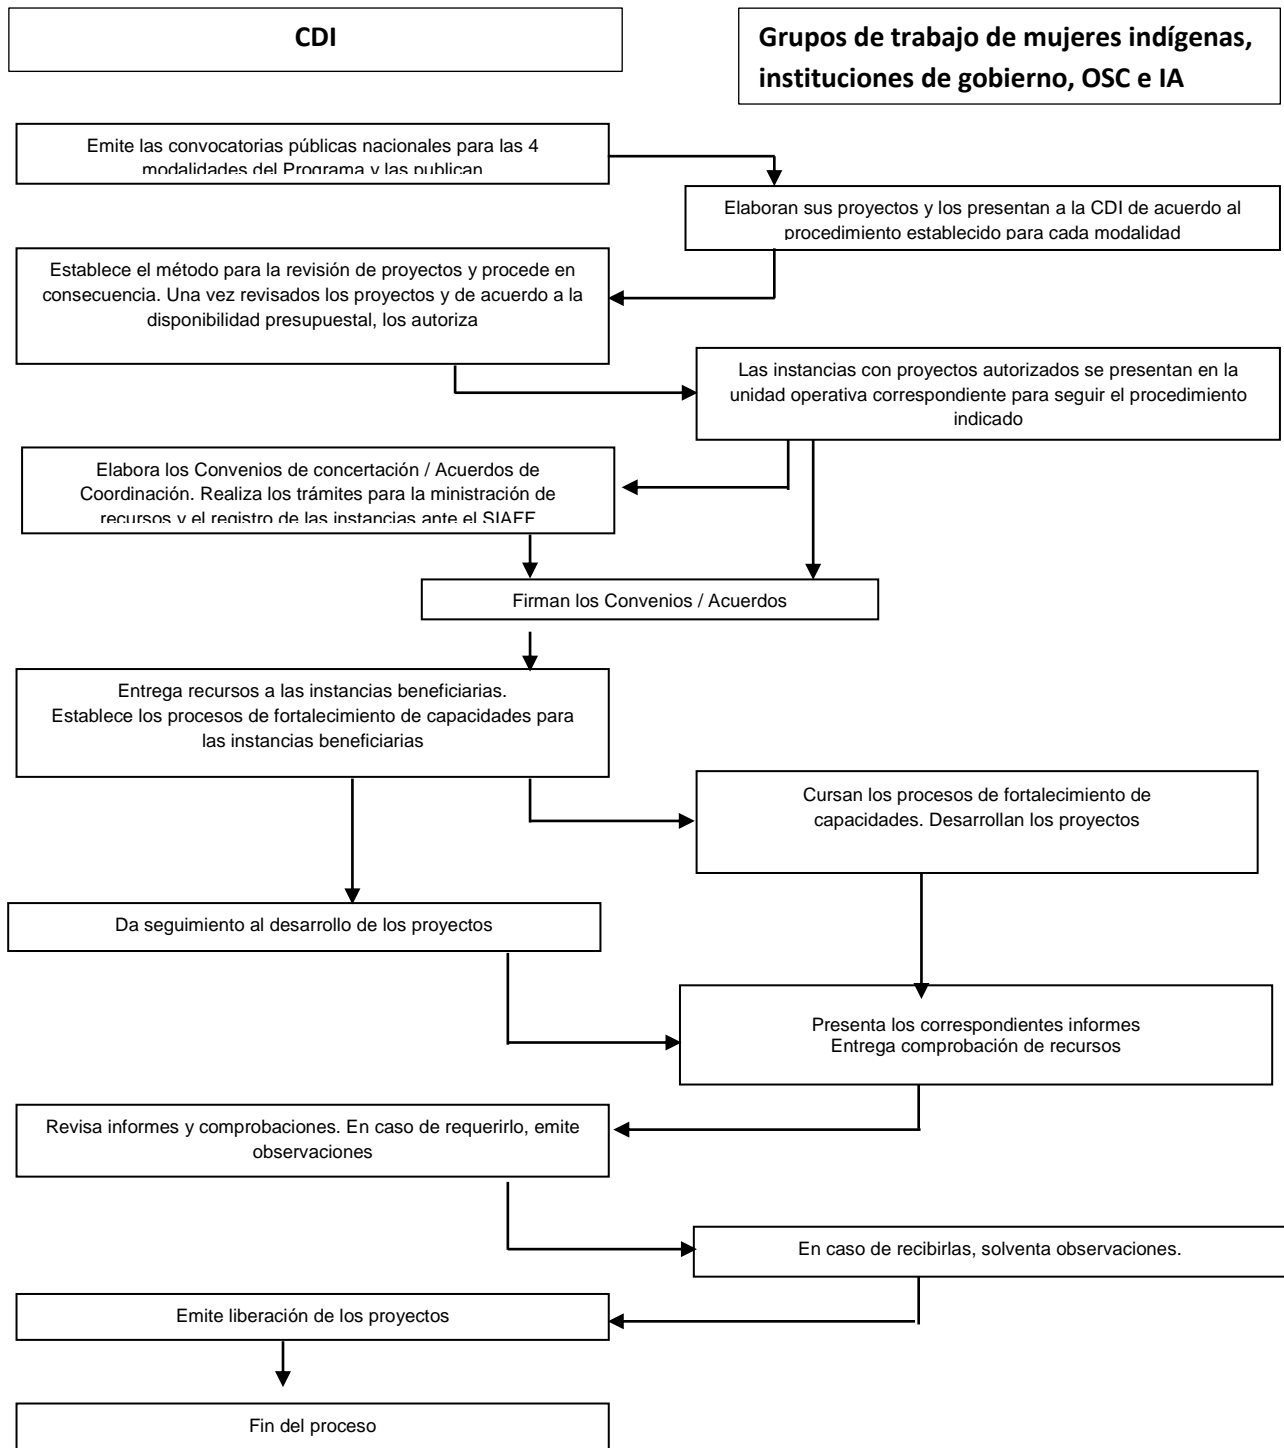 CDI
Grupos de trabajo de mujeres indígenas,
instituciones de gobierno, OSC e IA
Emite las convocatorias públicas nacionales para las 4
modalidades del Programa y las publican
Elaboran sus proyectos y los presentan a la CDI de acuerdo al
procedimiento establecido para cada modalidad
Establece el método para la revisión de proyectos y procede en
consecuencia. Una vez revisados los proyectos y de acuerdo a la
disponibilidad presupuestal, los autoriza
Las instancias con proyectos autorizados se presentan en la
unidad operativa correspondiente para seguir el procedimiento
indicado
Elabora los Convenios de concertación / Acuerdos de
Coordinación. Realiza los trámites para la ministración de
recursos y el registro de las instancias ante el SIAFF
Firman los Convenios / Acuerdos
Entrega recursos a las instancias beneficiarias.
Establece los procesos de fortalecimiento de capacidades para
las instancias beneficiarias
Cursan los procesos de fortalecimiento de
capacidades. Desarrollan los proyectos
Da seguimiento al desarrollo de los proyectos
Presenta los correspondientes informes
Entrega comprobación de recursos
Revisa informes y comprobaciones. En caso de requerirlo, emite
observaciones
En caso de recibirlas, solventa observaciones.
Emite liberación de los proyectos
Fin del proceso